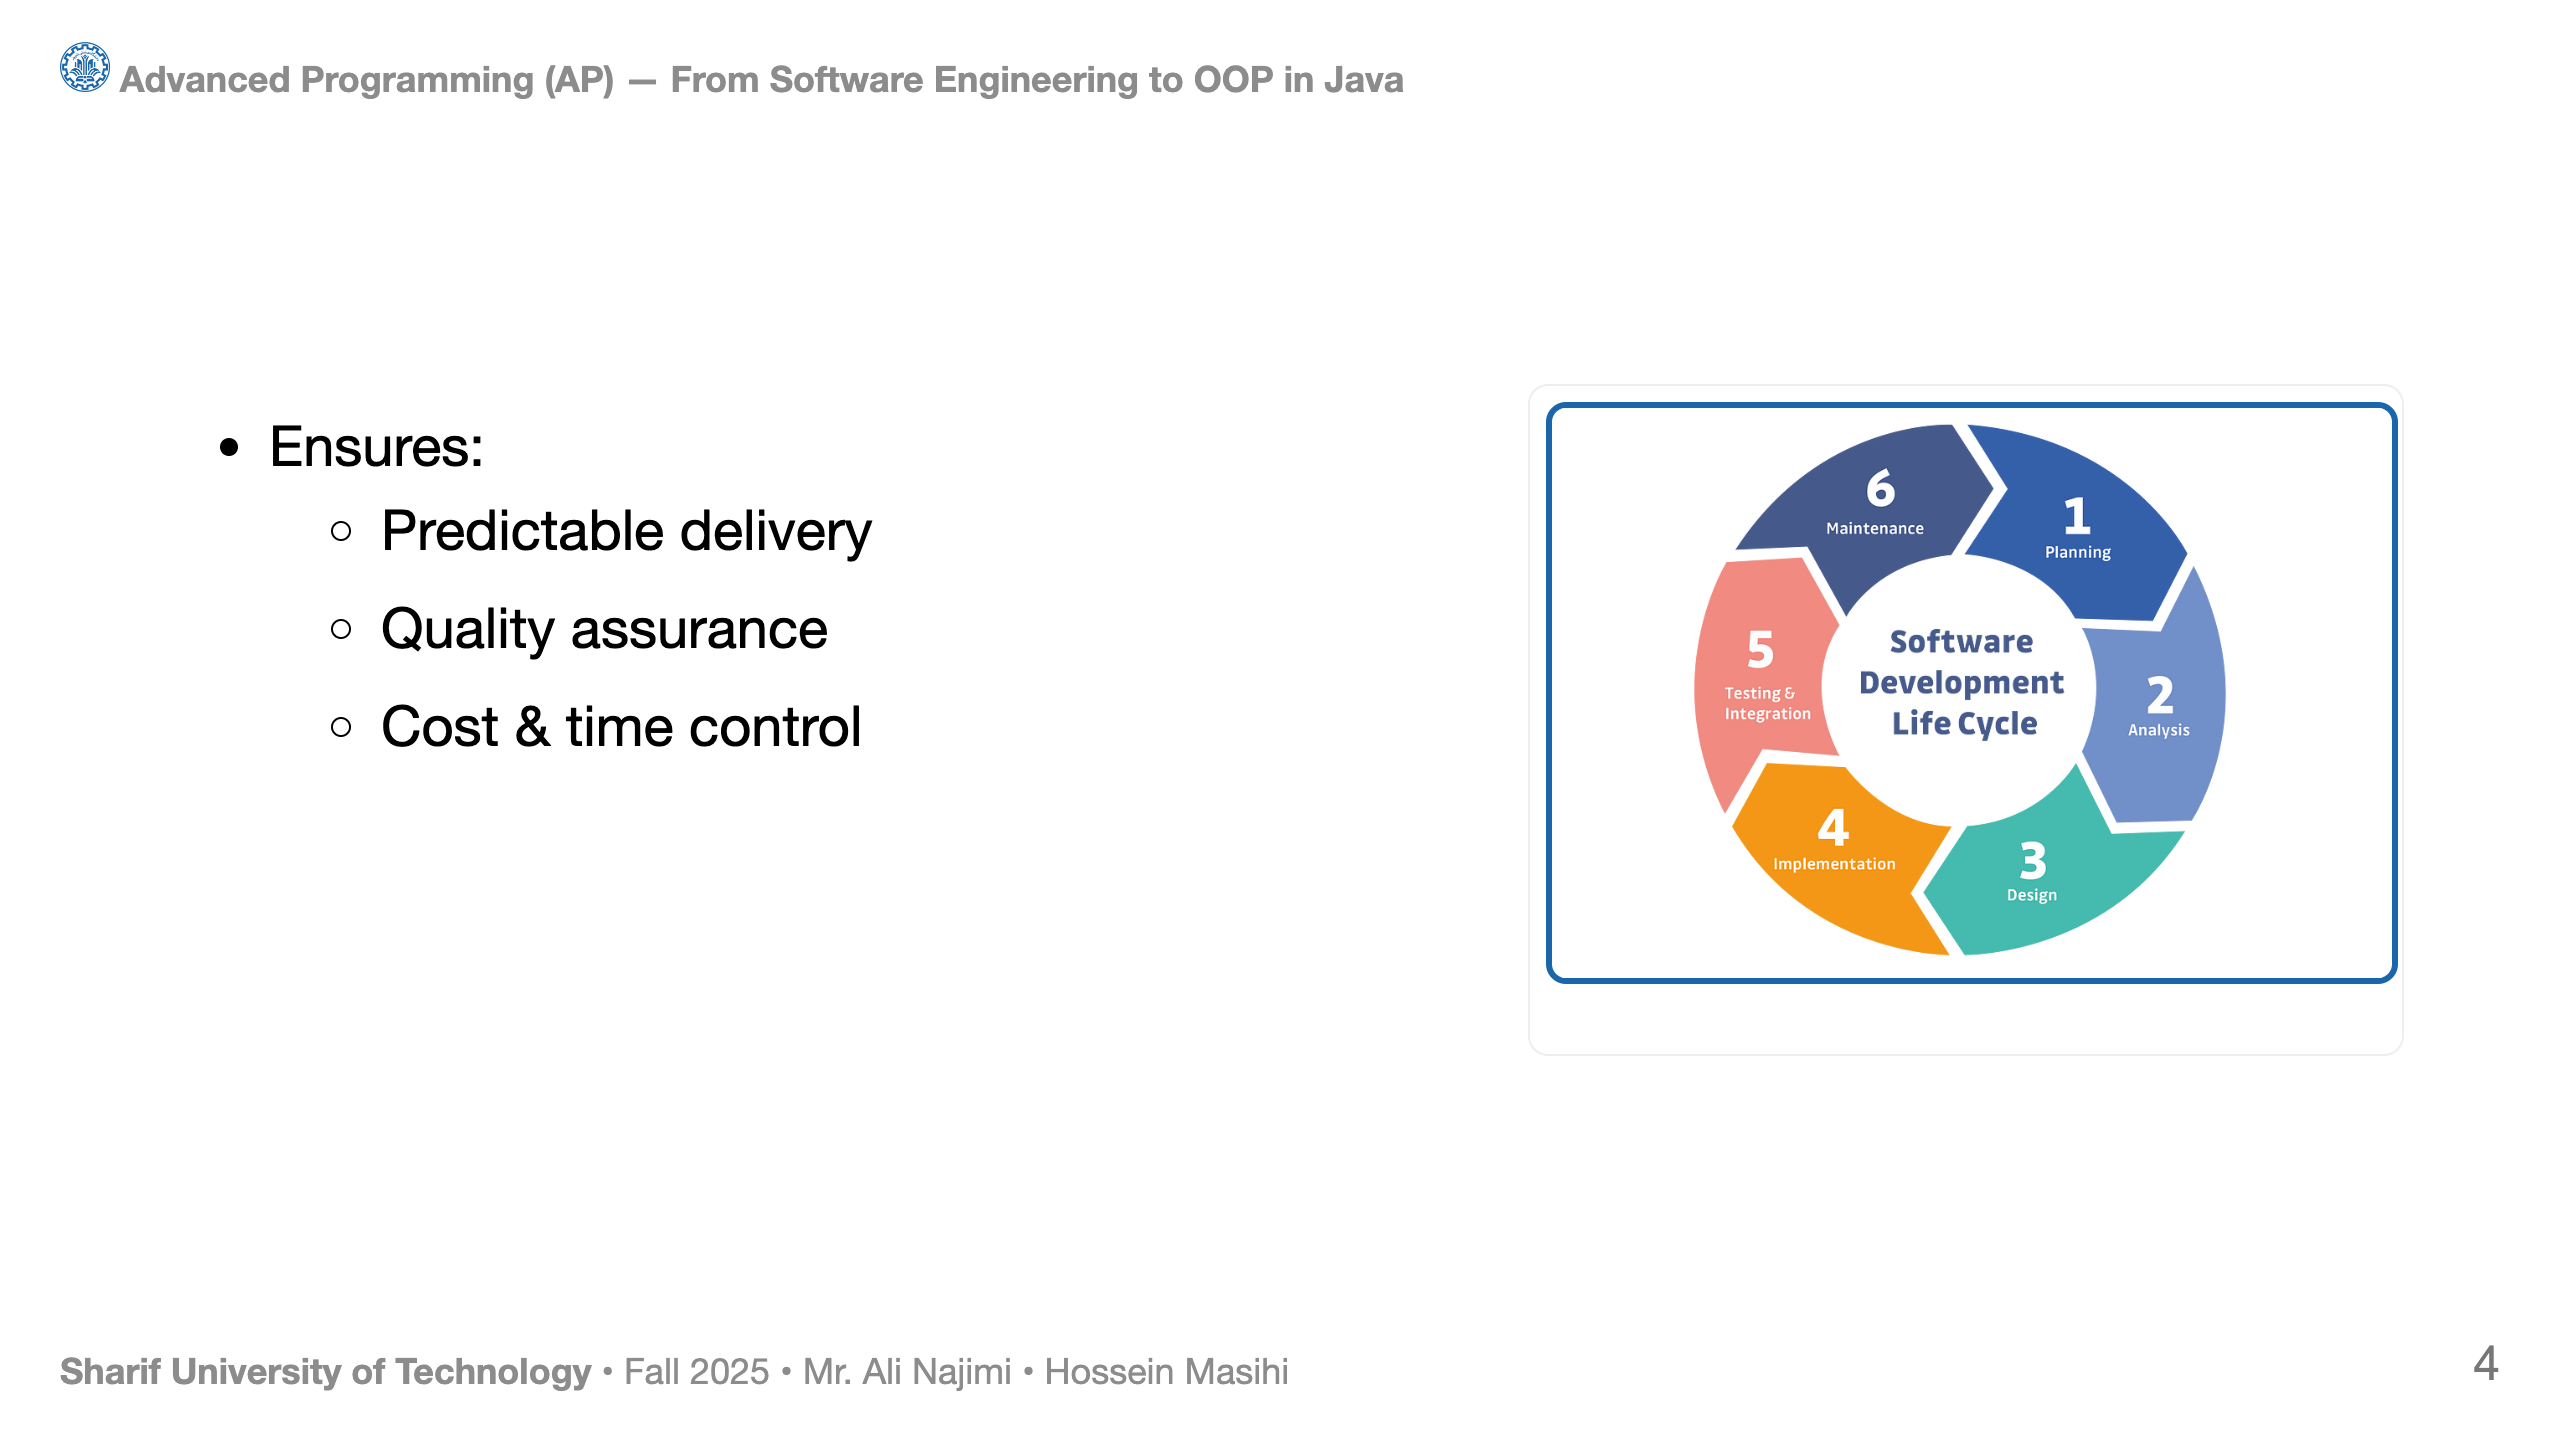 Advanced Programming (AP) — From Software Engineering to OOP in Java
• Ensures:
○ Predictable delivery
○ Quality assurance
○ Cost & time control
1
Planning
2
Analysis
3
Design
4
Implementation
5
Testing &
Integration
6
Maintenance
Software
Development
Life Cycle
Sharif University of Technology • Fall 2025 • Mr. Ali Najimi • Hossein Masihi
4